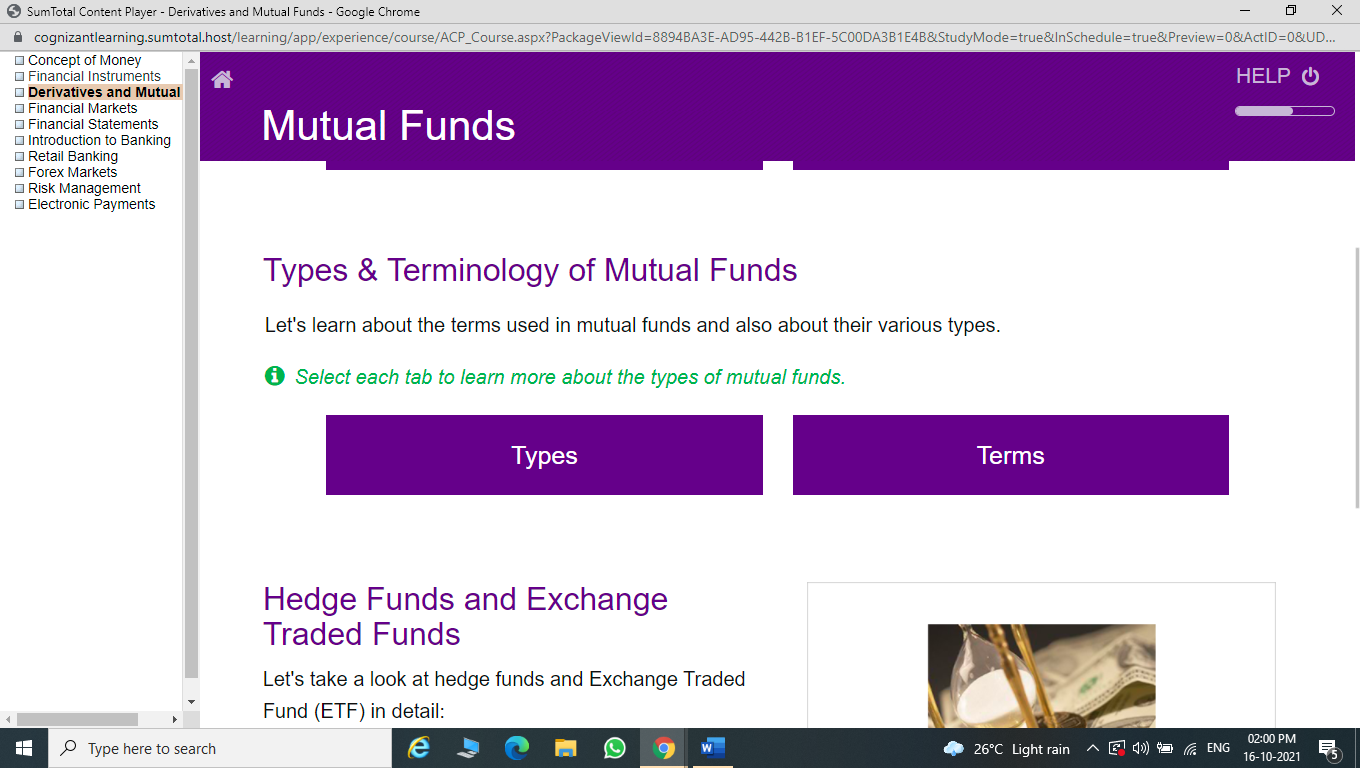 SumTotal Content Player - Derivatives and Mutual Funds - Google Chrome
cognizantlearning.sumtotal.host/learning/app/experience/course/ACP_Course.aspx?PackageViewId=8894BA3E-AD95-442B-B1EF-5C00DA3B1E4B&StudyMode=true&InSchedule=true&Preview=0&ActID=0&UD...
Concept of Money
Financial Instruments
Derivatives and Mutual
Financial Markets
Financial Statements
Introduction to Banking
Retail Banking
Forex Markets
Risk Management
Electronic Payments
HELP
Mutual Funds
Types & Terminology of Mutual Funds
Let's learn about the terms used in mutual funds and also about their various types.
Select each tab to learn more about the types of mutual funds.
Types
Terms
Hedge Funds and Exchange
Traded Funds
Let's take a look at hedge funds and Exchange Traded
Fund (ETF) in detail:
Type here to search
26°C Light rain
ENG
02:00 PM
16-10-2021
5